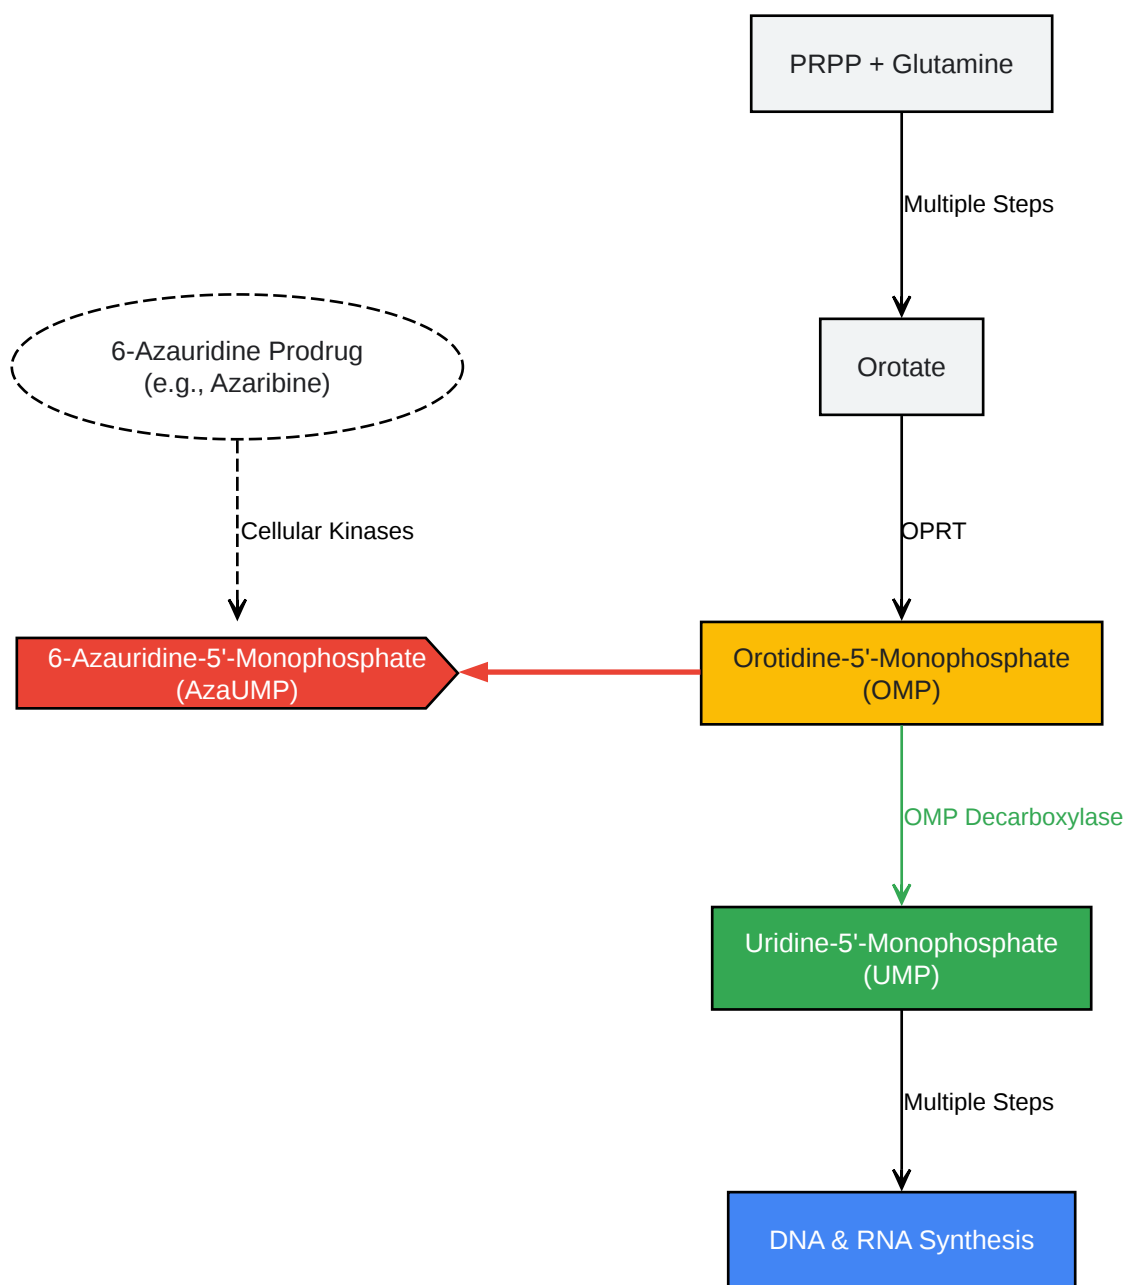 PRPP + Glutamine
Multiple Steps
Orotate
6-Azauridine Prodrug
(e.g., Azaribine)
Cellular Kinases
OPRT
6-Azauridine-5'-Monophosphate
(AzaUMP)
Orotidine-5'-Monophosphate
(OMP)
OMP Decarboxylase
Uridine-5'-Monophosphate
(UMP)
Multiple Steps
DNA & RNA Synthesis